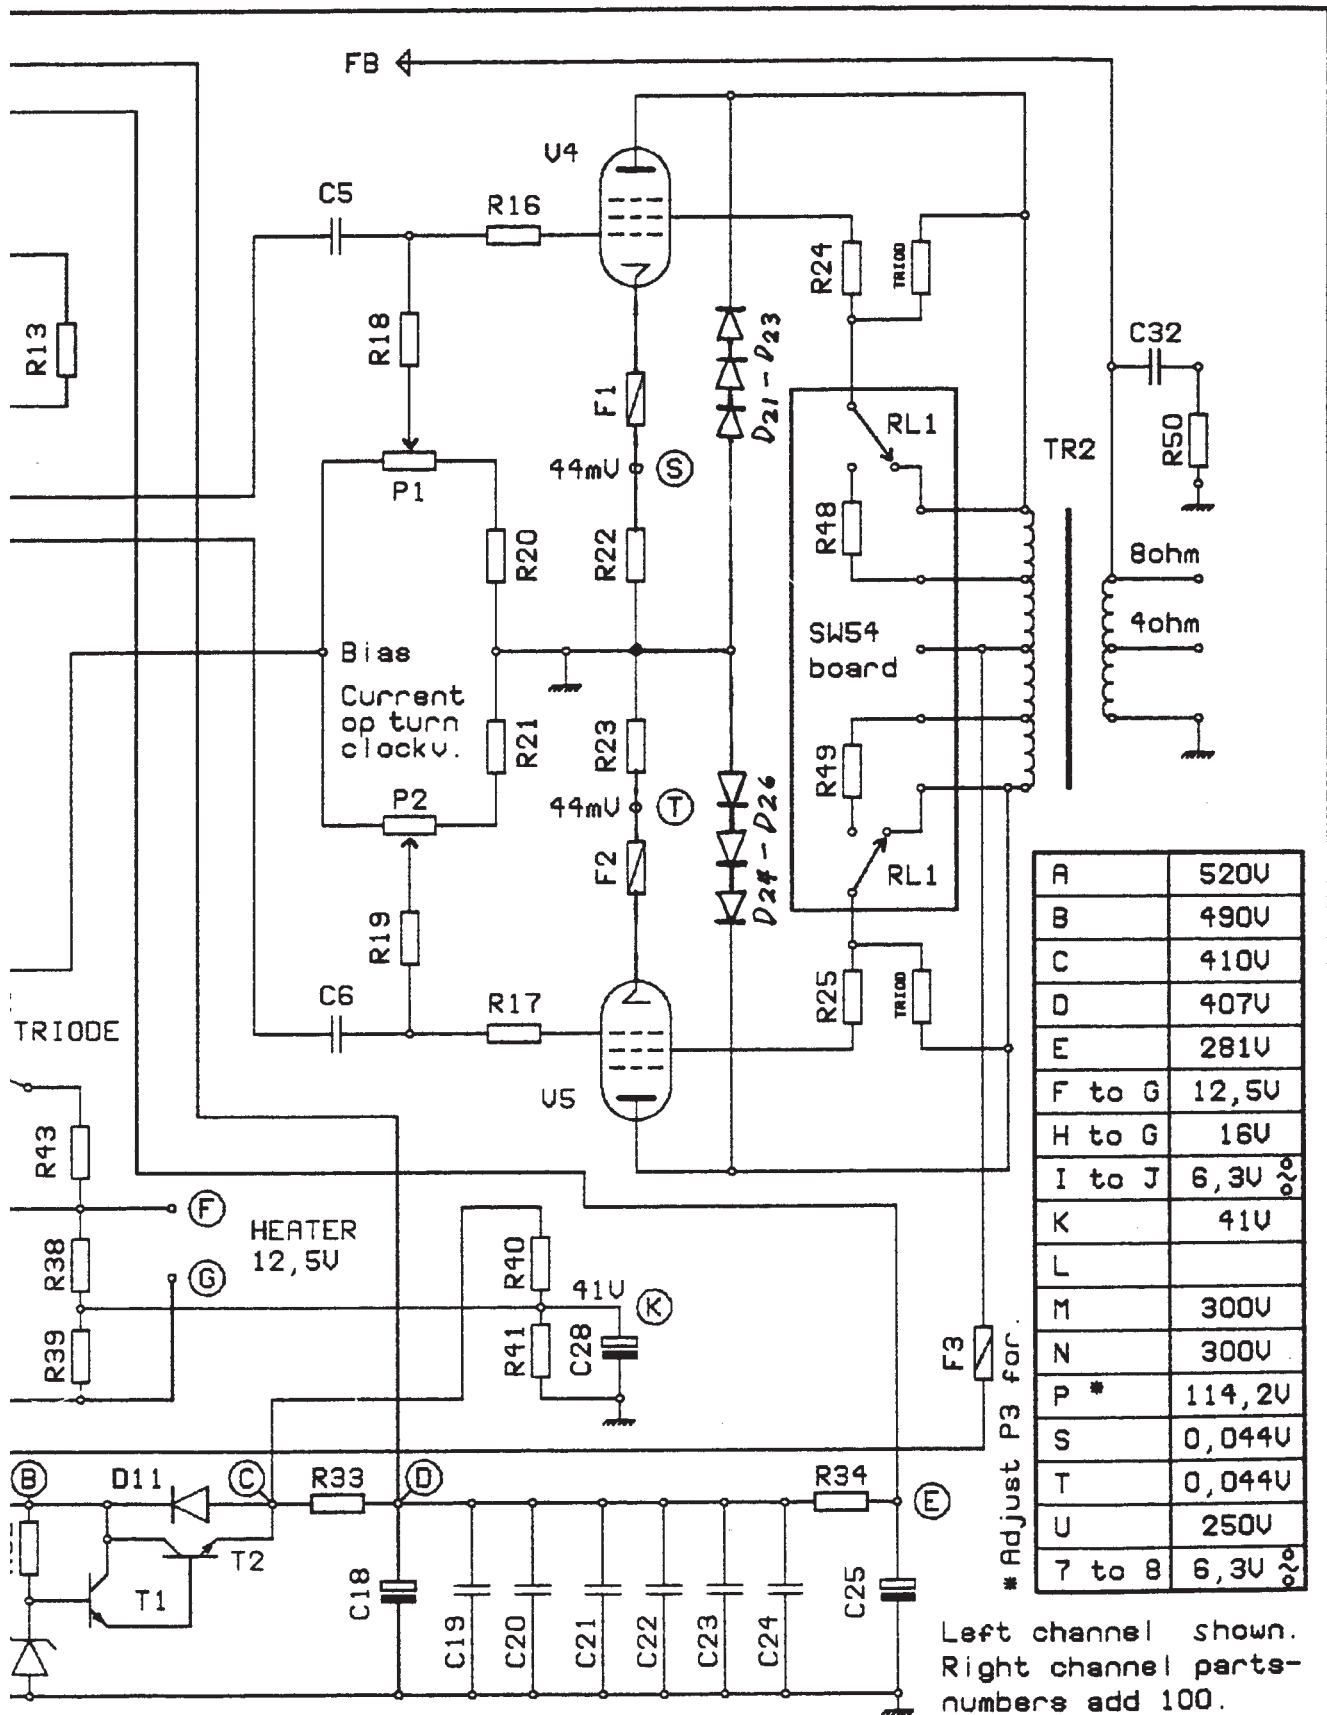 FB
V4
C5
R16
R24
TRIOD
R13
R18
F1
D21-D23
C32
RL1
R50
TR2
44mV S
P1
R20
R22
R48
8ohm
4ohm
SW54
board
Bias
Current
op turn
clockv.
R21
R23
R49
P2
44mV T
D24-D26
F2
RL1
R19
C6
R17
R25
TRIOD
TRIODE
V5
R43
F
HEATER
12,5V
R38
G
R40
41V
K
R39
R41
C28
F3
B
D11
C
R33
D
R34
E
T2
T1
C18
C19
C20
C21
C22
C23
C24
C25
*Adjust P3 for.
A 520V
B 490V
C 410V
D 407V
E 281V
F to G 12,5V
H to G 16V
I to J 6,3V
K 41V
L
M 300V
N 300V
P * 114,2V
S 0,044V
T 0,044V
U 250V
7 to 8 6,3V
Left channel shown.
Right channel parts-
numbers add 100.